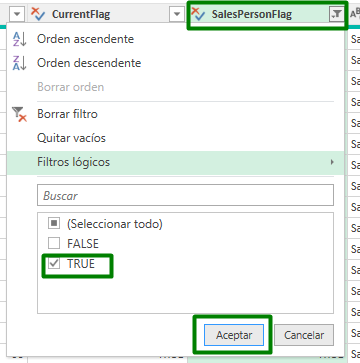 CurrentFlag SalesPersonFlag
Orden ascendente
Orden descendente
Borrar orden
Borrar filtro
Quitar vacíos
Filtros lógicos
Buscar
(Seleccionar todo)
FALSE
TRUE
Aceptar Cancelar